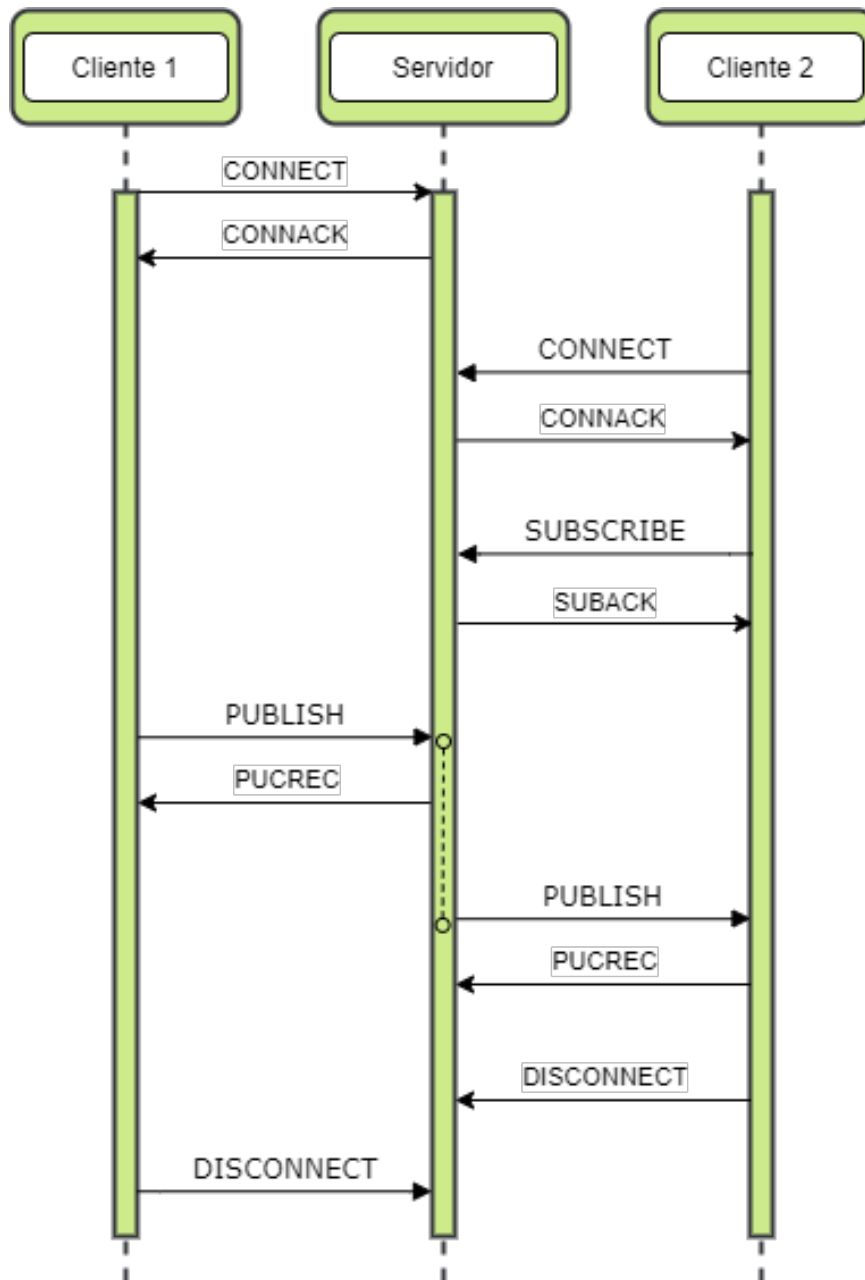 Cliente 1
Servidor
Cliente 2
CONNECT
CONNACK
CONNECT
CONNACK
SUBSCRIBE
SUBACK
PUBLISH
PUCREC
PUBLISH
PUCREC
DISCONNECT
DISCONNECT